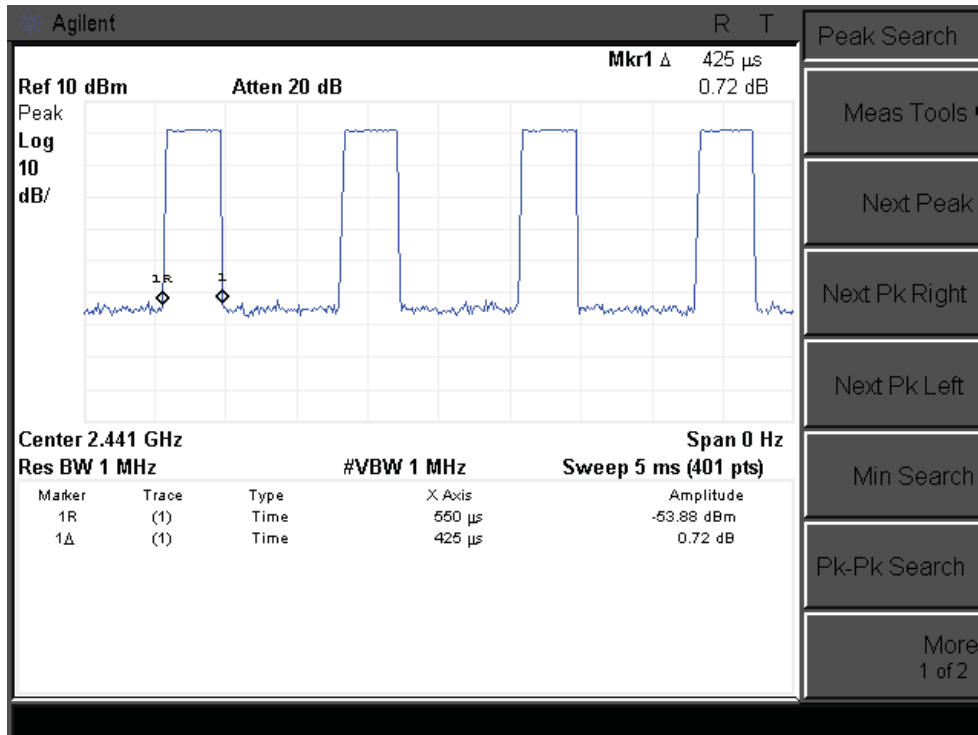 Agilent R T
Mkr1 Δ 425 µs
Ref 10 dBm Atten 20 dB 0.72 dB
Peak
Log
10
dB/
1R 1
Center 2.441 GHz Span 0 Hz
Res BW 1 MHz #VBW 1 MHz Sweep 5 ms (401 pts)
Marker Trace Type X Axis Amplitude
1R (1) Time 550 µs -53.88 dBm
1Δ (1) Time 425 µs 0.72 dB
Peak Search
Meas Tools
Next Peak
Next Pk Right
Next Pk Left
Min Search
Pk-Pk Search
More
1 of 2